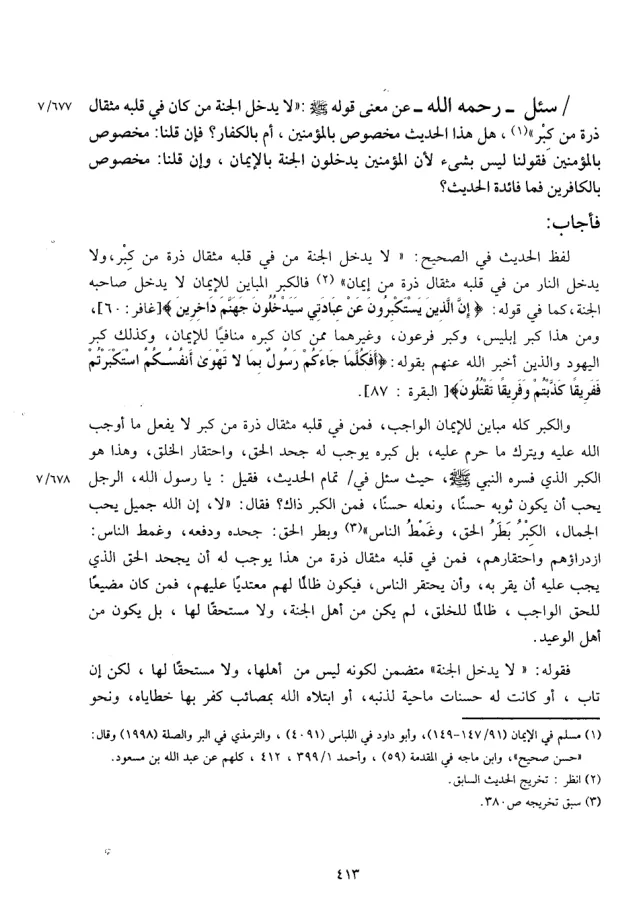 / سئل ـ رحمه الله ـ عن معنى قوله ﷺ :«لا يدخل الجنة من كان في قلبه مثقال ٧/٦٧٧
ذرة من كِبْر»(١) ، هل هذا الحديث مخصوص بالمؤمنين ، أم بالكفار؟ فإن قلنا: مخصوص
بالمؤمنين فقولنا ليس بشىء لأن المؤمنين يدخلون الجنة بالإيمان ، وإن قلنا: مخصوص
بالكافرين فما فائدة الحديث؟
فأجاب:
لفظ الحديث في الصحيح: « لا يدخل الجنة من في قلبه مثقال ذرة من كِبْر، ولا
يدخل النار من في قلبه مثقال ذرة من إيمان» (٢) فالكبر المباين للإيمان لا يدخل صاحبه
الجنة، كما في قوله: ﴿ إِنَّ الَّذِينَ يَسْتَكْبِرُونَ عَنْ عِبَادَتِي سَيَدْخُلُونَ جَهَنَّمَ دَاخِرِينَ ﴾[غافر: ٦٠]،
ومن هذا كبر إبليس، وكبر فرعون، وغيرهما ممن كان كبره منافيًا للإيمان، وكذلك كبر
اليهود والذين أخبر الله عنهم بقوله: ﴿أَفَكُلَّمَا جَاءَكُمْ رَسُولٌ بِمَا لا تَهْوَىٰ أَنفُسُكُمُ اسْتَكْبَرْتُمْ
فَفَرِيقًا كَذَّبْتُمْ وَفَرِيقًا تَقْتُلُونَ﴾[ البقرة : ٨٧].
والكبر كله مباين للإيمان الواجب، فمن في قلبه مثقال ذرة من كبر لا يفعل ما أوجب
الله عليه ويترك ما حرم عليه، بل كبره يوجب له جحد الحق، واحتقار الخلق، وهذا هو
الكبر الذي فسره النبي ﷺ، حيث سئل في/ تمام الحديث، فقيل : يا رسول الله، الرجل ٧/٦٧٨
يحب أن يكون ثوبه حسنًا، ونعله حسنًا، فمن الكبر ذاك؟ فقال: «لا، إن الله جميل يحب
الجمال، الكِبْرُ بَطَرُ الحق، وغَمْطُ الناس»(٣) وبطر الحق: جحده ودفعه، وغمط الناس:
ازدراؤهم واحتقارهم، فمن في قلبه مثقال ذرة من هذا يوجب له أن يجحد الحق الذي
يجب عليه أن يقر به، وأن يحتقر الناس، فيكون ظالمًا لهم معتديًا عليهم، فمن كان مضيعًا
للحق الواجب ، ظالمًا للخلق، لم يكن من أهل الجنة، ولا مستحقًا لها ، بل يكون من
أهل الوعيد.
فقوله: « لا يدخل الجنة» متضمن لكونه ليس من أهلها، ولا مستحقًا لها ، لكن إن
تاب ، أو كانت له حسنات ماحية لذنبه، أو ابتلاه الله بمصائب كفر بها خطاياه، ونحو
(١) مسلم في الإيمان (١٤٧/٩١-١٤٩)، وأبو داود في اللباس (٤٠٩١) ، والترمذي في البر والصلة (١٩٩٨) وقال:
«حسن صحيح»، وابن ماجه في المقدمة (٥٩) ، وأحمد ٣٩٩/١ ، ٤١٢ ، كلهم عن عبد الله بن مسعود.
(٢) انظر : تخريج الحديث السابق.
(٣) سبق تخريجه ص٣٨٠.
٤١٣